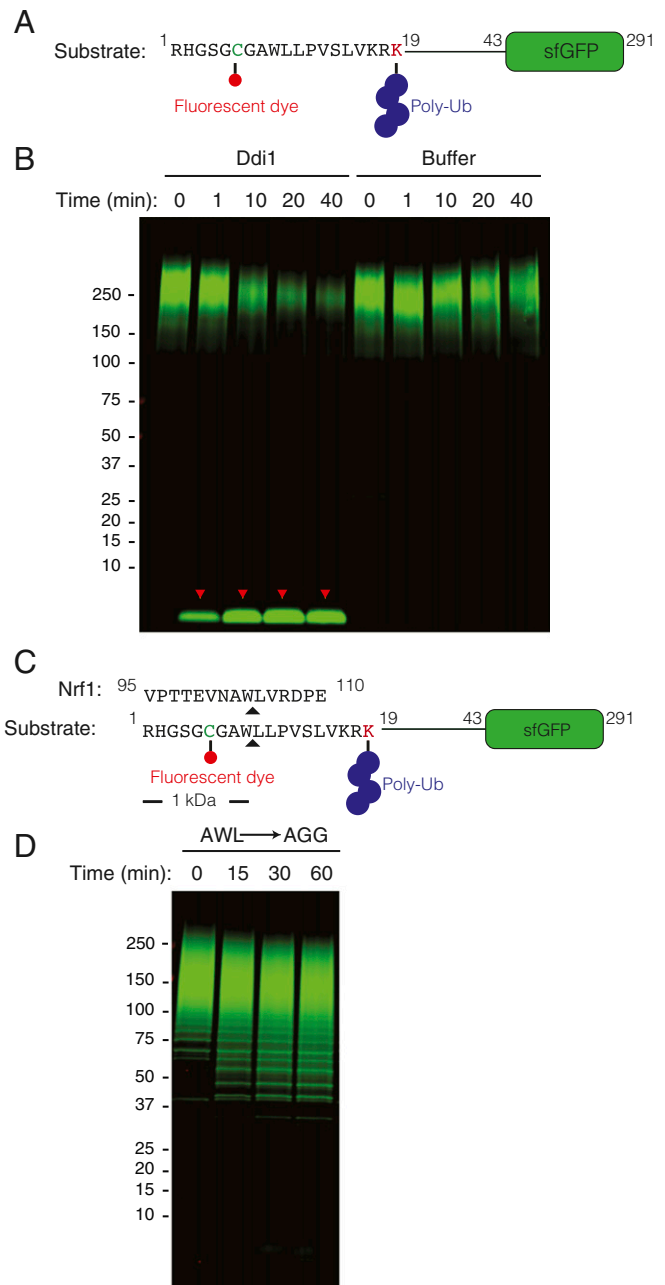 A
Substrate: 1 RHGSGCGAWLLPVSLVKRK 19 43 sfGFP 291
Fluorescent dye Poly-Ub
B
Ddi1 Buffer
Time (min): 0 1 10 20 40 0 1 10 20 40
250 -
150 -
100 -
75 -
50 -
37 -
25 -
20 -
15 -
10 -
C
Nrf1: 95 VPTTEVNAWLVRDPE 110
Substrate: 1 RHGSGCGAWLLPVSLVKRK 19 43 sfGFP 291
Fluorescent dye Poly-Ub
1 kDa
D
AWL→AGG
Time (min): 0 15 30 60
250 -
150 -
100 -
75 -
50 -
37 -
25 -
20 -
15 -
10 -